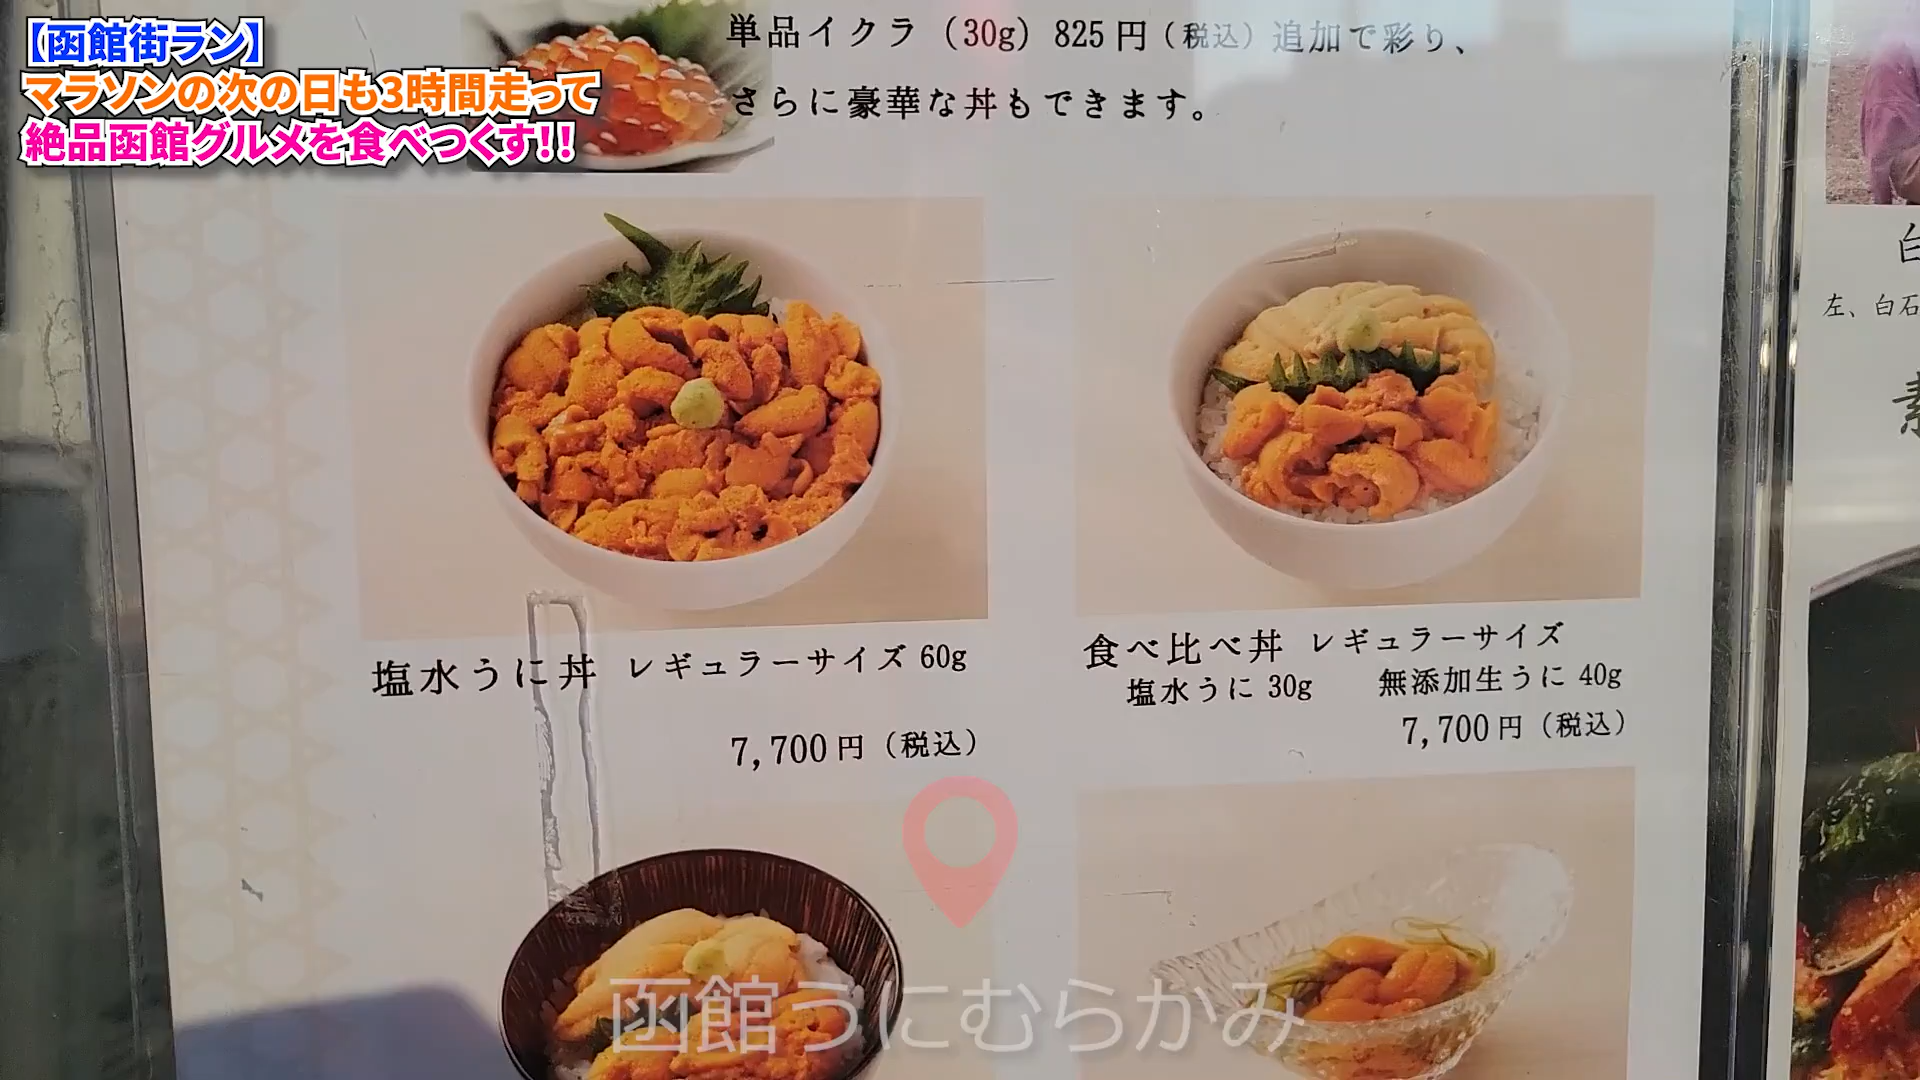 【函館街ラン】
マラソンの次の日も3時間走って
絶品函館グルメを食べつくす!!
単品イクラ（30g）825円（税込）追加で彩り、
さらに豪華な丼もできます。
塩水うに丼 レギュラーサイズ 60g
7,700円（税込）
食べ比べ丼 レギュラーサイズ
塩水うに 30g 無添加生うに 40g
7,700円（税込）
左、白石
函館うにむらかみ